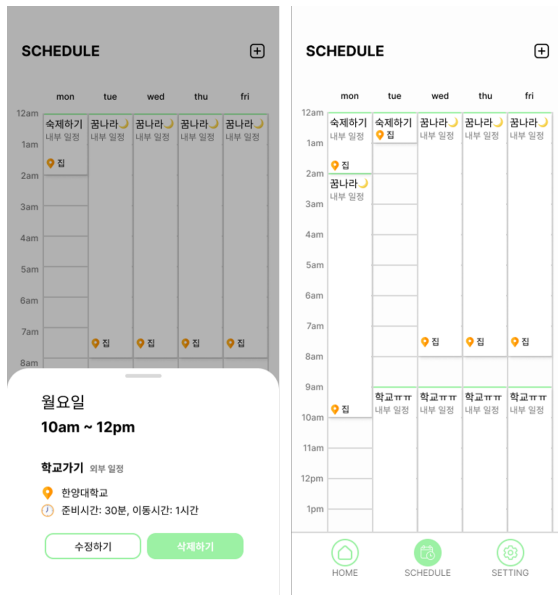 SCHEDULE
mon tue wed thu fri
12am
숙제하기 꿈나라🌙 꿈나라🌙 꿈나라🌙 꿈나라🌙
내부 일정 내부 일정 내부 일정 내부 일정 내부 일정
1am
집
2am
3am
4am
5am
6am
7am
집 집 집 집
8am
월요일
10am ~ 12pm
학교가기 외부 일정
한양대학교
준비시간: 30분, 이동시간: 1시간
수정하기 삭제하기
SCHEDULE
mon tue wed thu fri
12am
숙제하기 숙제하기 꿈나라🌙 꿈나라🌙 꿈나라🌙
내부 일정 집 내부 일정 내부 일정 내부 일정
1am
집
2am
꿈나라🌙
내부 일정
3am
4am
5am
6am
7am
집 집 집
8am
9am
학교ㅠㅠ 학교ㅠㅠ 학교ㅠㅠ 학교ㅠㅠ
집 내부 일정 내부 일정 내부 일정 내부 일정
10am
11am
12pm
1pm
HOME SCHEDULE SETTING